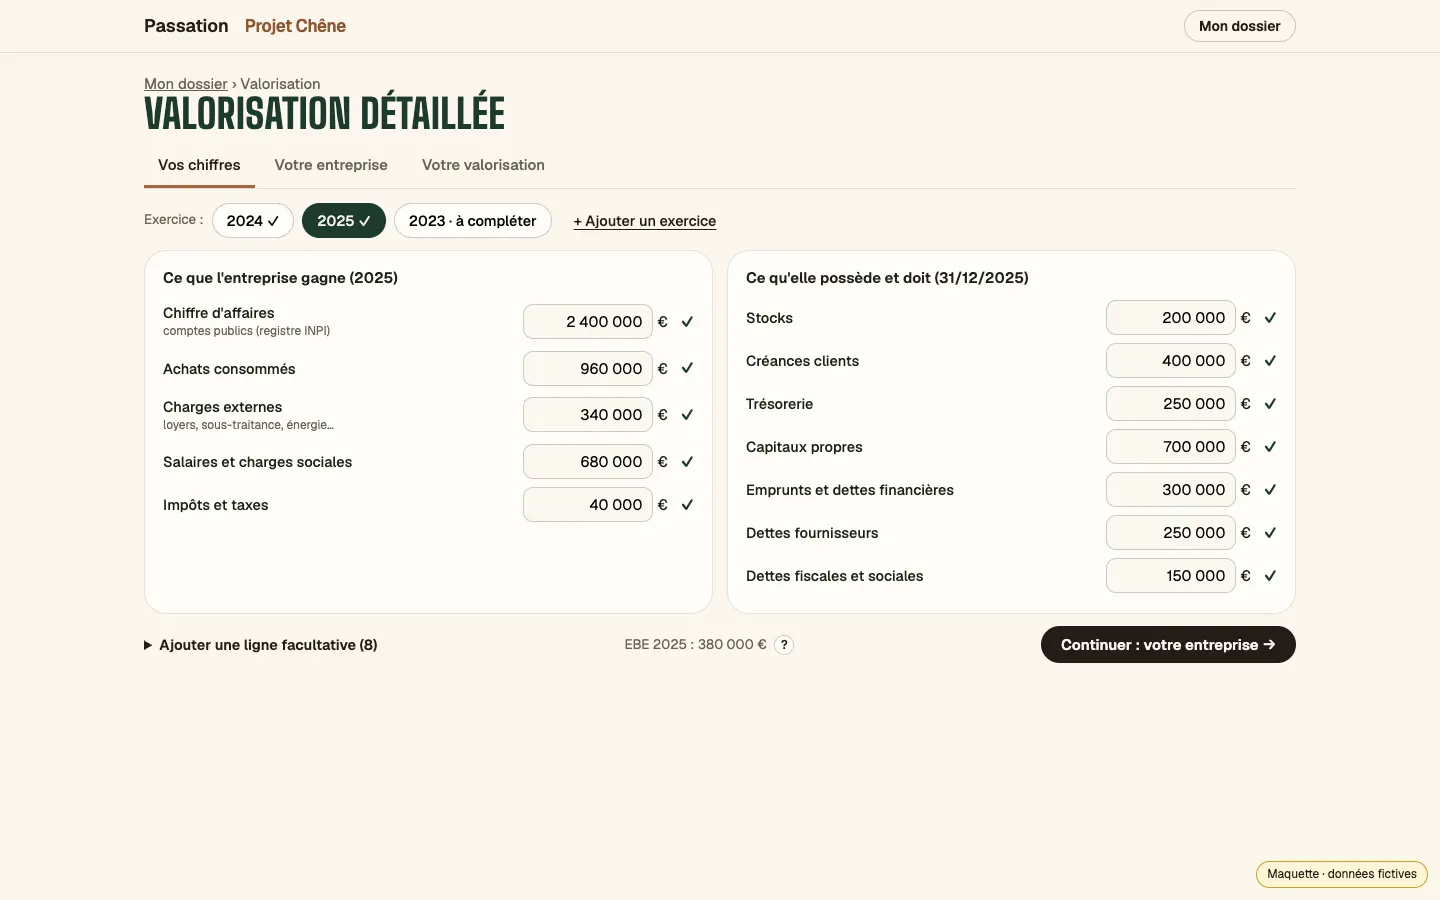 Passation Projet Chêne
Mon dossier
Mon dossier › Valorisation
VALORISATION DÉTAILLÉE
Vos chiffres
Votre entreprise
Votre valorisation
Exercice :
2024 ✓
2025 ✓
2023 · à compléter
+ Ajouter un exercice
Ce que l'entreprise gagne (2025)
Chiffre d'affaires
comptes publics (registre INPI)
2 400 000 € ✓
Achats consommés
960 000 € ✓
Charges externes
loyers, sous-traitance, énergie…
340 000 € ✓
Salaires et charges sociales
680 000 € ✓
Impôts et taxes
40 000 € ✓
Ce qu'elle possède et doit (31/12/2025)
Stocks
200 000 € ✓
Créances clients
400 000 € ✓
Trésorerie
250 000 € ✓
Capitaux propres
700 000 € ✓
Emprunts et dettes financières
300 000 € ✓
Dettes fournisseurs
250 000 € ✓
Dettes fiscales et sociales
150 000 € ✓
▶ Ajouter une ligne facultative (8)
EBE 2025 : 380 000 € ?
Continuer : votre entreprise →
Maquette · données fictives